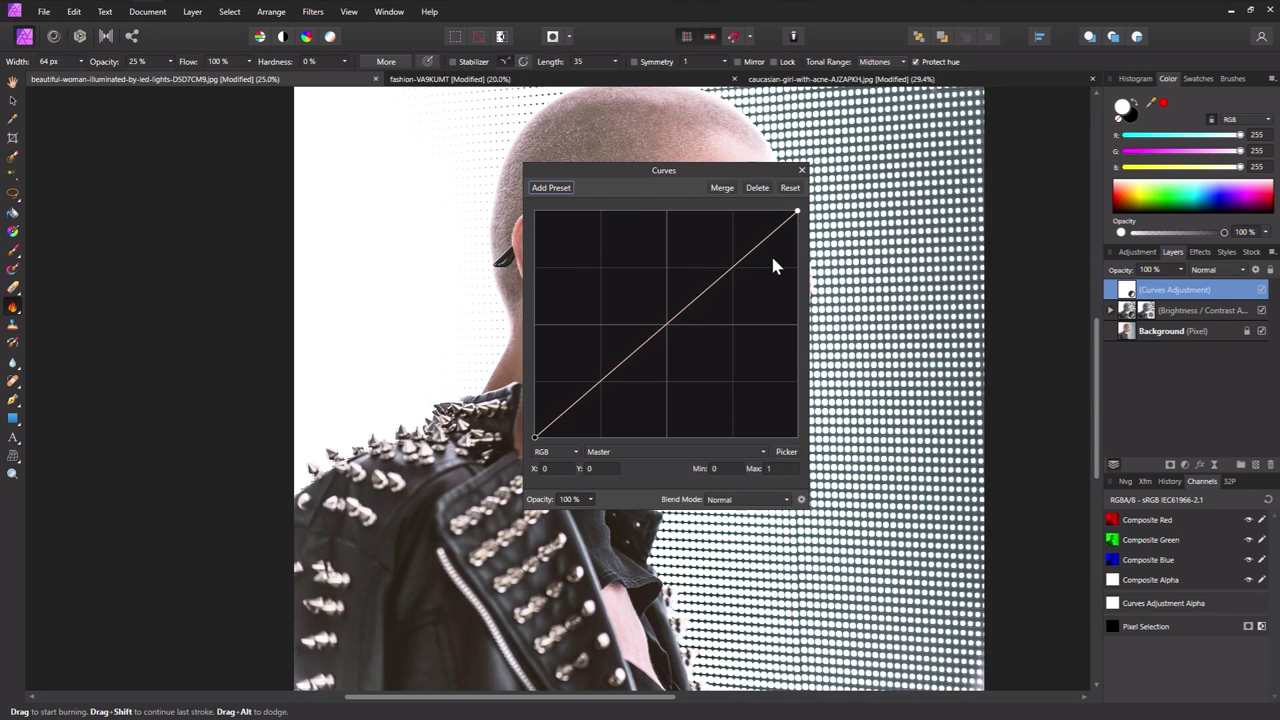 File Edit Text Document Layer Select Arrange Filters View Window Help
Width: 64 px Opacity: 25 % Flow: 100 % Hardness: 0 % More Stabilizer Length: 35 Symmetry 1 Mirror Lock Tonal Range: Midtones Protect hue
beautiful-woman-illuminated-by-led-lights-D5D7CM9.jpg [Modified] (25.0%) fashion-VA9KUMT [Modified] (20.0%) caucasian-girl-with-acne-AJZAPKH.jpg [Modified] (29.4%)
Histogram Color Swatches Brushes
RGB
R: 255
G: 255
B: 255
Opacity
100 %
Adjustment Layers Effects Styles Stock
Opacity: 100 % Normal
(Curves Adjustment)
(Brightness / Contrast A...
Background (Pixel)
Curves
Add Preset Merge Delete Reset
RGB Master Picker
X: 0 Y: 0 Min: 0 Max: 1
Opacity: 100 % Blend Mode: Normal
Nvg Xfm History Channels 32P
RGBA/8 - sRGB IEC61966-2.1
Composite Red
Composite Green
Composite Blue
Composite Alpha
Curves Adjustment Alpha
Pixel Selection
Drag to start burning. Drag+Shift to continue last stroke. Drag+Alt to dodge.